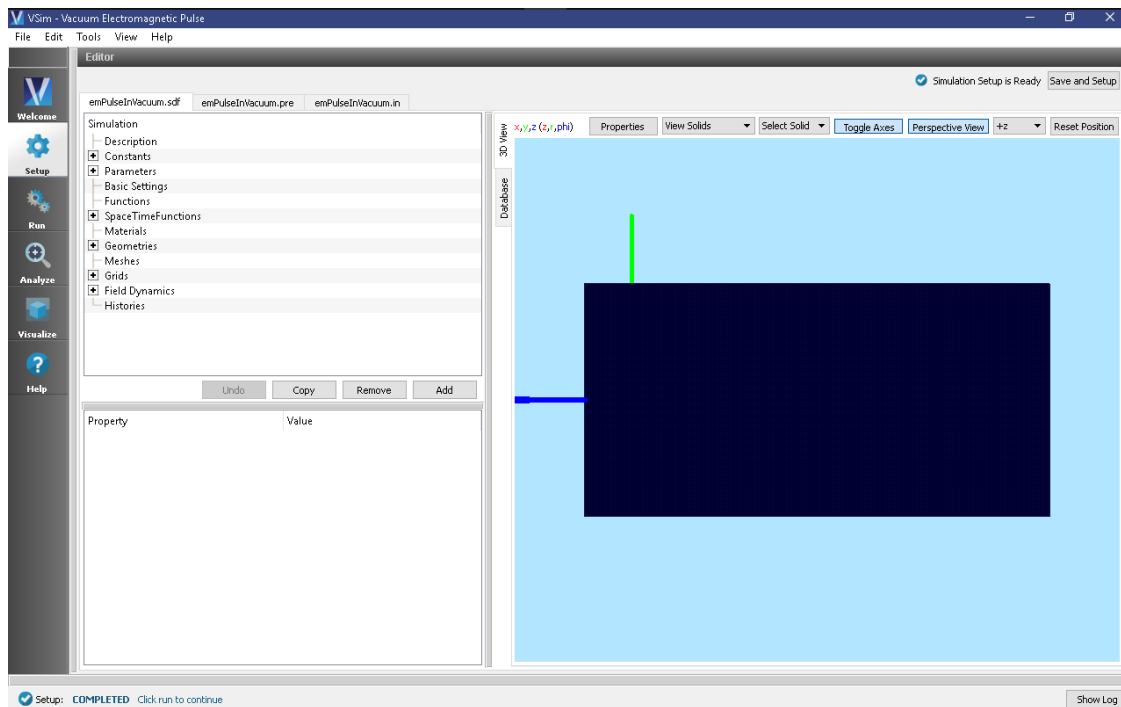 VSim - Vacuum Electromagnetic Pulse
File Edit Tools View Help
Editor
Simulation Setup is Ready Save and Setup
emPulseInVacuum.sdf emPulseInVacuum.pre emPulseInVacuum.in
Welcome
Setup
Run
Analyze
Visualize
Help
Simulation
Description
Constants
Parameters
Basic Settings
Functions
SpaceTimeFunctions
Materials
Geometries
Meshes
Grids
Field Dynamics
Histories
Undo Copy Remove Add
Property Value
3D View
Database
x,y,z (z,r,phi) Properties View Solids Select Solid Toggle Axes Perspective View +z Reset Position
Setup: COMPLETED Click run to continue Show Log